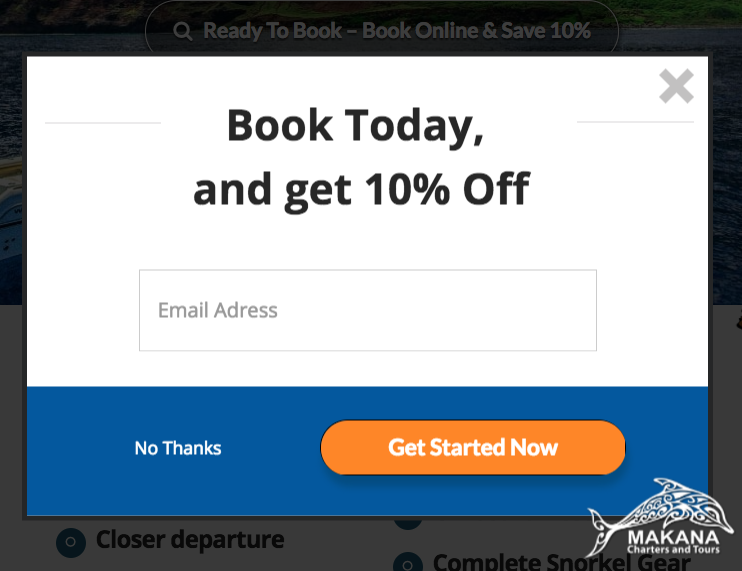 Ready To Book – Book Online & Save 10%
Book Today,
and get 10% Off
Email Adress
No Thanks
Get Started Now
Closer departure
Complete Snorkel Gear
MAKANA
Charters and Tours